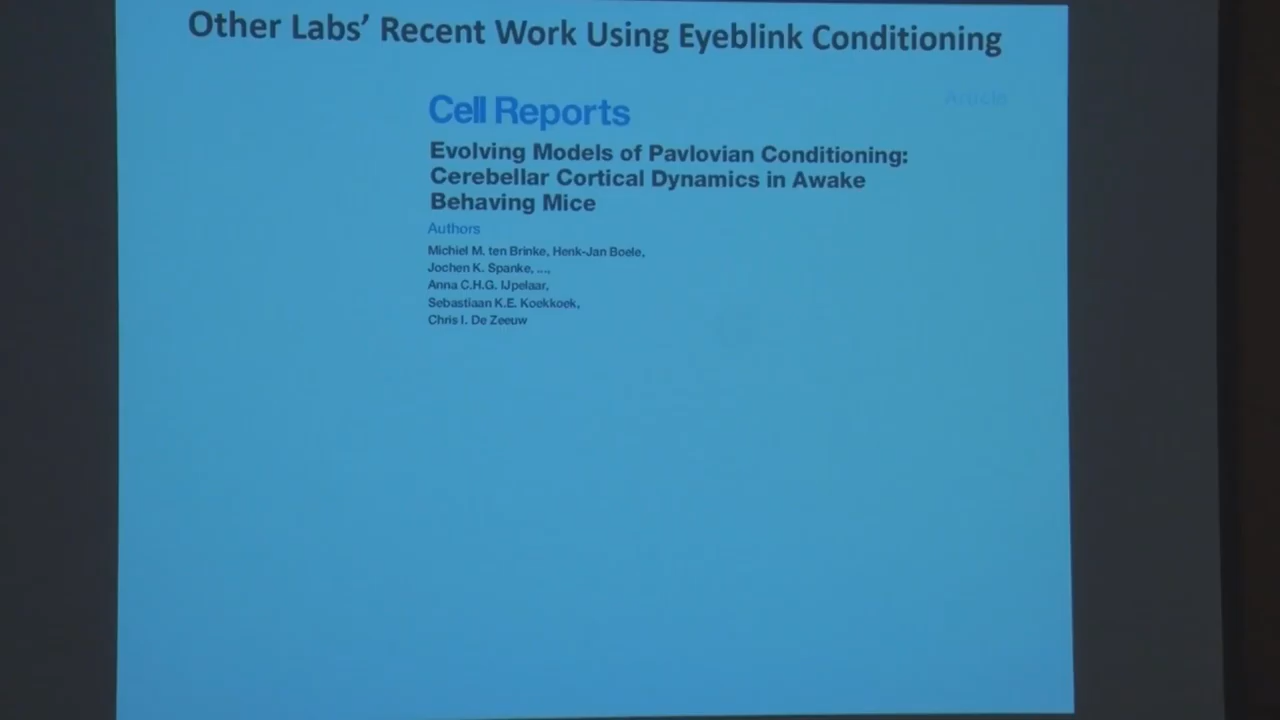 Other Labs’ Recent Work Using Eyeblink Conditioning
Article
Cell Reports
Evolving Models of Pavlovian Conditioning:
Cerebellar Cortical Dynamics in Awake
Behaving Mice
Authors
Michiel M. ten Brinke, Henk-Jan Boele,
Jochen K. Spanke, ...,
Anna C.H.G. IJpelaar,
Sebastiaan K.E. Koekkoek,
Chris I. De Zeeuw